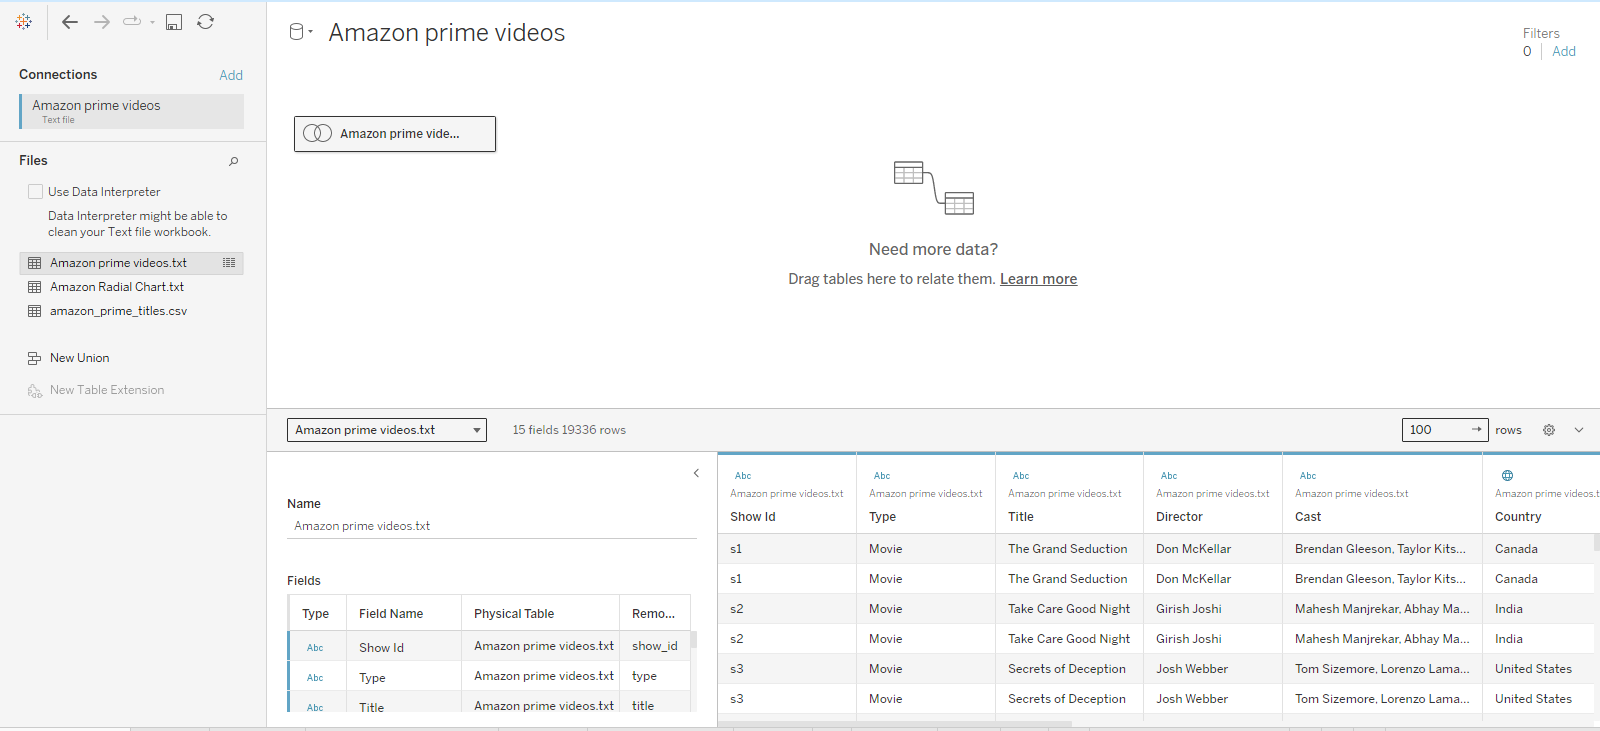 Connections
Add
Amazon prime videos
Text file
Files
Use Data Interpreter
Data Interpreter might be able to
clean your Text file workbook.
Amazon prime videos.txt
Amazon Radial Chart.txt
amazon_prime_titles.csv
New Union
New Table Extension
Amazon prime videos
Filters
0 Add
Amazon prime vide...
Need more data?
Drag tables here to relate them. Learn more
Amazon prime videos.txt 15 fields 19336 rows 100 rows
Name
Amazon prime videos.txt
Fields
Type Field Name Physical Table Remo...
Abc Show Id Amazon prime videos.txt show_id
Abc Type Amazon prime videos.txt type
Abc Title Amazon prime videos.txt title
Abc Abc Abc Abc Abc
Amazon prime videos.txt Amazon prime videos.txt Amazon prime videos.txt Amazon prime videos.txt Amazon prime videos.txt Amazon prime videos.t
Show Id Type Title Director Cast Country
s1 Movie The Grand Seduction Don McKellar Brendan Gleeson, Taylor Kits... Canada
s1 Movie The Grand Seduction Don McKellar Brendan Gleeson, Taylor Kits... Canada
s2 Movie Take Care Good Night Girish Joshi Mahesh Manjrekar, Abhay Ma... India
s2 Movie Take Care Good Night Girish Joshi Mahesh Manjrekar, Abhay Ma... India
s3 Movie Secrets of Deception Josh Webber Tom Sizemore, Lorenzo Lama... United States
s3 Movie Secrets of Deception Josh Webber Tom Sizemore, Lorenzo Lama... United States